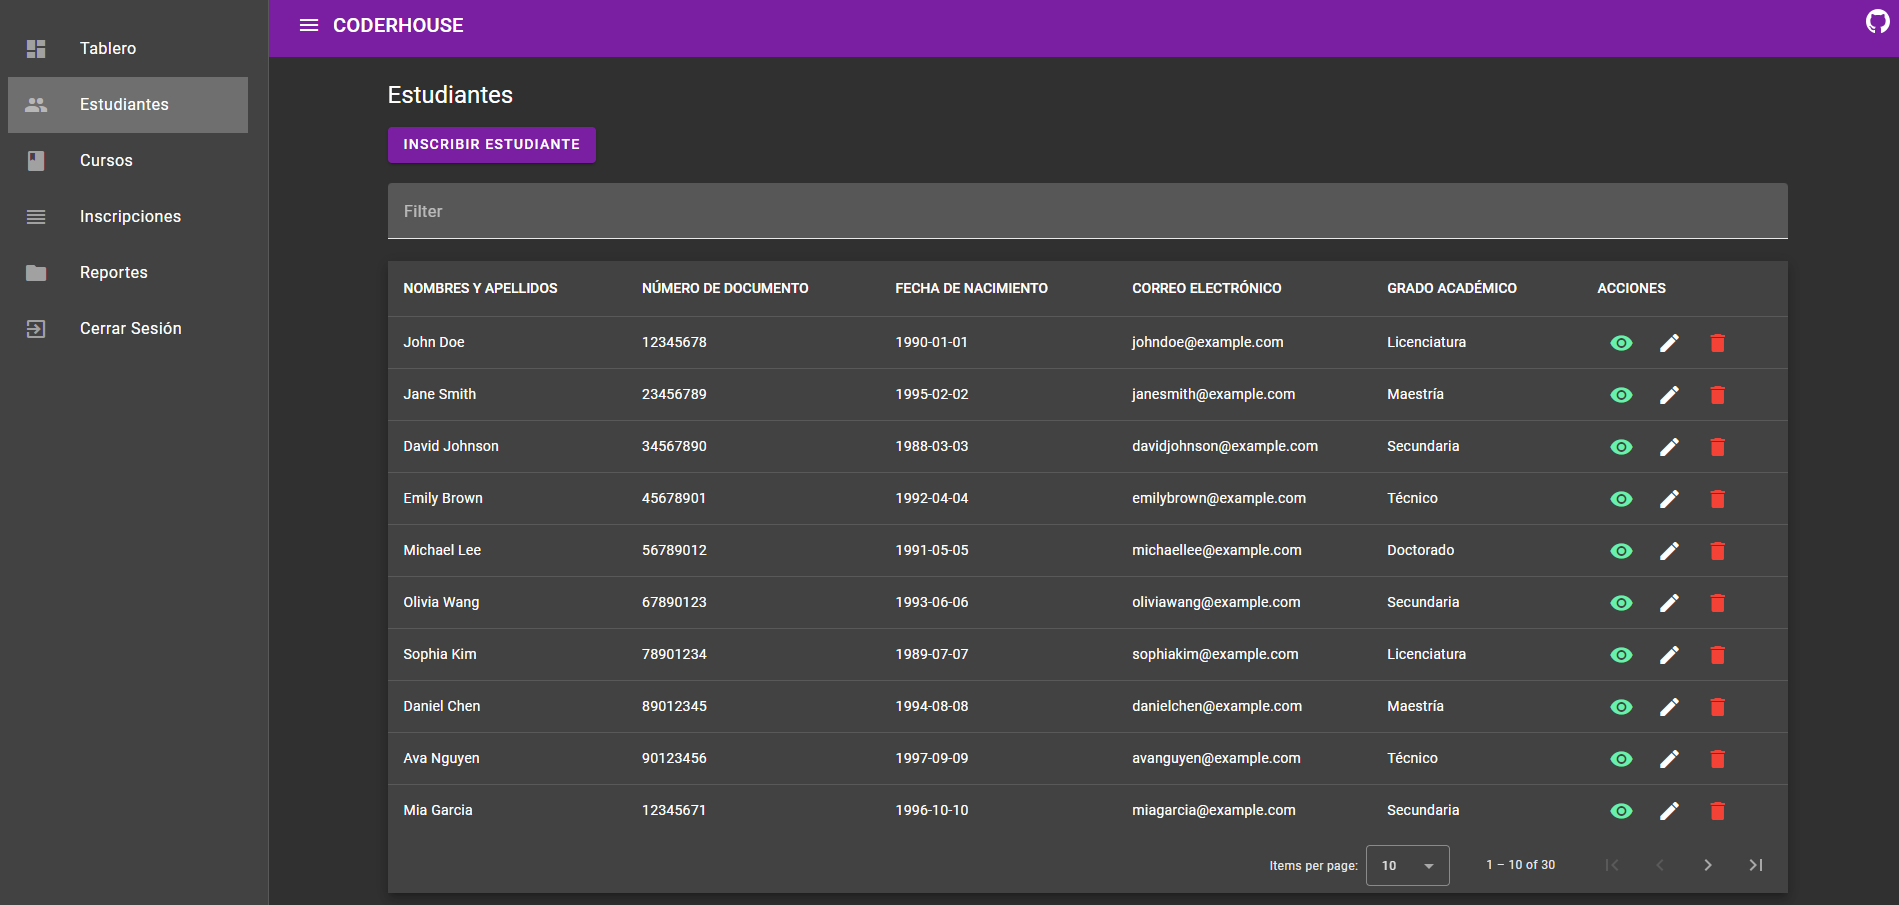 Tablero
Estudiantes
Cursos
Inscripciones
Reportes
Cerrar Sesión
CODERHOUSE
Estudiantes
INSCRIBIR ESTUDIANTE
Filter
NOMBRES Y APELLIDOS NÚMERO DE DOCUMENTO FECHA DE NACIMIENTO CORREO ELECTRÓNICO GRADO ACADÉMICO ACCIONES
John Doe 12345678 1990-01-01 johndoe@example.com Licenciatura
Jane Smith 23456789 1995-02-02 janesmith@example.com Maestría
David Johnson 34567890 1988-03-03 davidjohnson@example.com Secundaria
Emily Brown 45678901 1992-04-04 emilybrown@example.com Técnico
Michael Lee 56789012 1991-05-05 michaellee@example.com Doctorado
Olivia Wang 67890123 1993-06-06 oliviawang@example.com Secundaria
Sophia Kim 78901234 1989-07-07 sophiakim@example.com Licenciatura
Daniel Chen 89012345 1994-08-08 danielchen@example.com Maestría
Ava Nguyen 90123456 1997-09-09 avanguyen@example.com Técnico
Mia Garcia 12345671 1996-10-10 miagarcia@example.com Secundaria
Items per page: 10 1 – 10 of 30